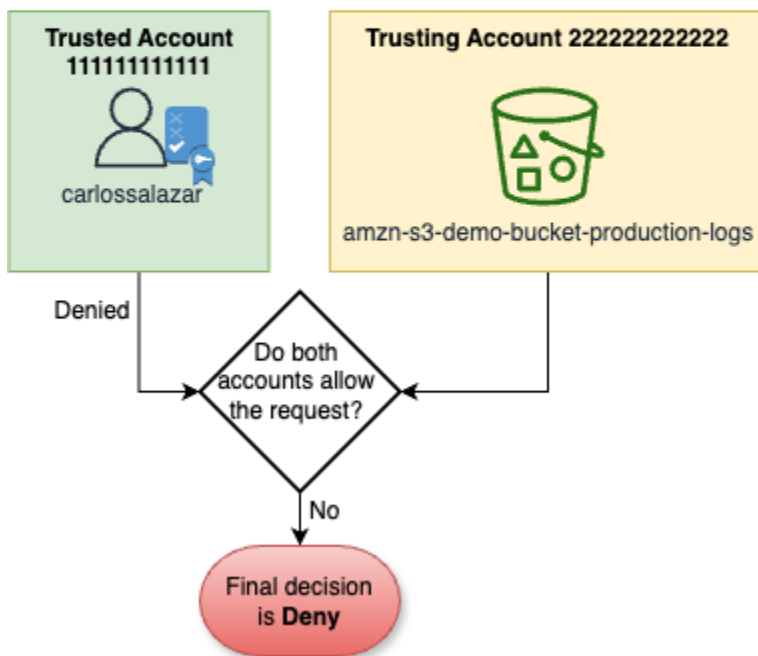 Trusted Account
111111111111
carlossalazar
Trusting Account 222222222222
amzn-s3-demo-bucket-production-logs
Denied
Do both
accounts allow
the request?
No
Final decision
is Deny